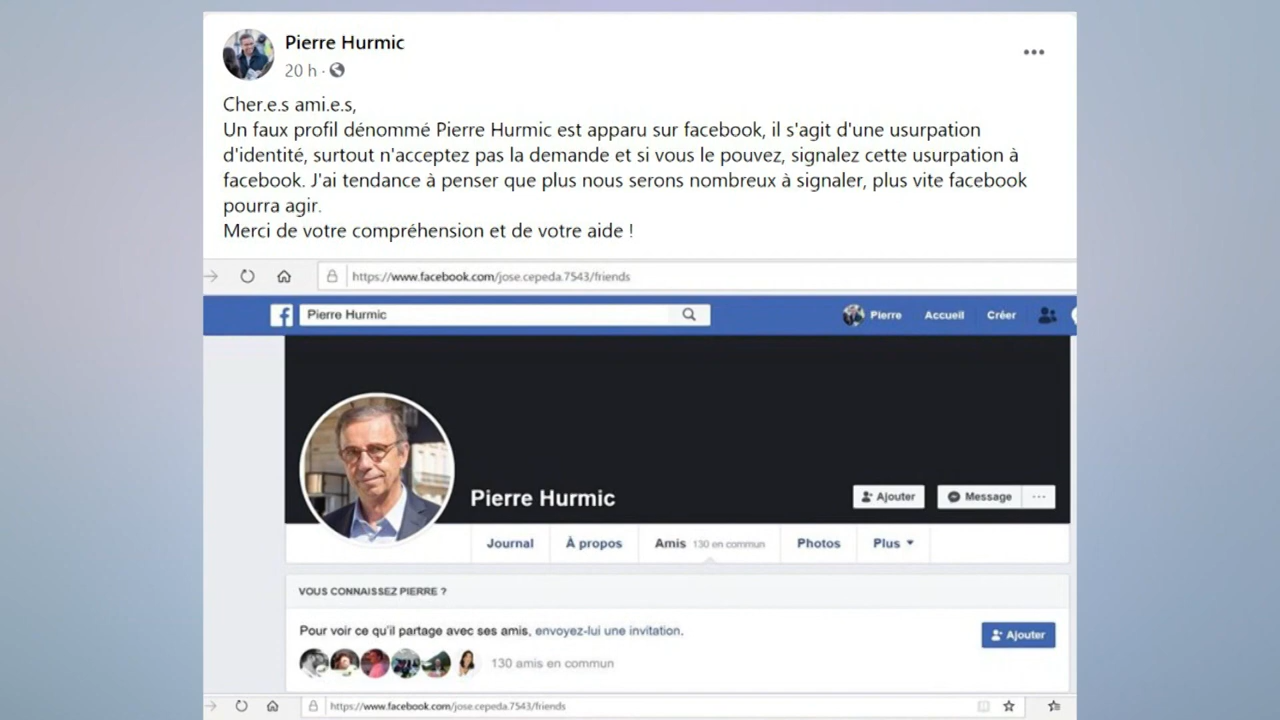 Pierre Hurmic
20 h ·
Cher.e.s ami.e.s,
Un faux profil dénommé Pierre Hurmic est apparu sur facebook, il s'agit d'une usurpation
d'identité, surtout n'acceptez pas la demande et si vous le pouvez, signalez cette usurpation à
facebook. J'ai tendance à penser que plus nous serons nombreux à signaler, plus vite facebook
pourra agir.
Merci de votre compréhension et de votre aide !
https://www.facebook.com/jose.cepeda.7543/friends
f Pierre Hurmic Pierre Accueil Créer
Pierre Hurmic Ajouter Message ...
Journal À propos Amis 130 en commun Photos Plus
VOUS CONNAISSEZ PIERRE ?
Pour voir ce qu'il partage avec ses amis, envoyez-lui une invitation. Ajouter
130 amis en commun
https://www.facebook.com/jose.cepeda.7543/friends